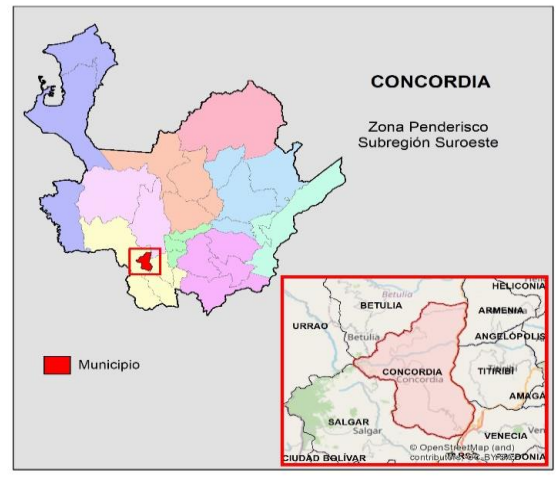 CONCORDIA
Zona Penderisco
Subregión Suroeste
Municipio
HELICONIA
Betulia
BETULIA
ARMENIA
URRAO
ANGELÓPOLIS
Betulia
CONCORDIA
Concordia
TITIRIBÍ
AMAGÁ
SALGAR
Salgar
VENECIA
© OpenStreetMap (and)
CIUDAD BOLÍVAR